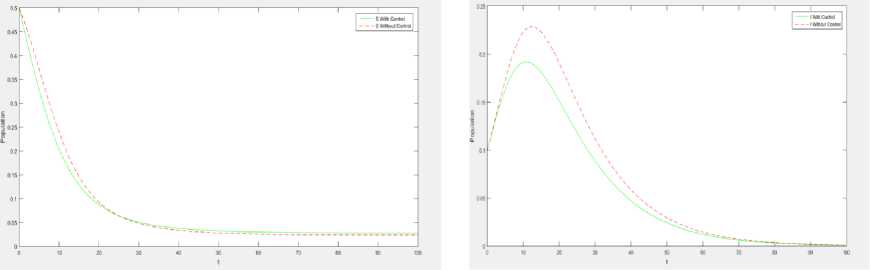 0.5
0.45
0.4
0.35
0.3
0.25
0.2
0.15
0.1
0.05
0
0 10 20 30 40 50 60 70 80 90 100
Population
t
S With Control
S Without Control
0.25
0.2
0.15
0.1
0.05
0
0 10 20 30 40 50 60 70 80 90 100
Population
t
I With Control
I Without Control